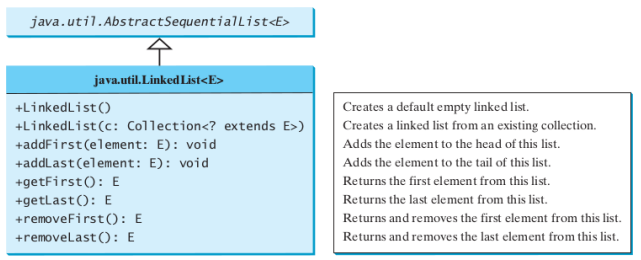 java.util.AbstractSequentialList<E>
java.util.LinkedList<E>
+LinkedList()
+LinkedList(c: Collection<? extends E>)
+addFirst(element: E): void
+addLast(element: E): void
+getFirst(): E
+getLast(): E
+removeFirst(): E
+removeLast(): E
Creates a default empty linked list.
Creates a linked list from an existing collection.
Adds the element to the head of this list.
Adds the element to the tail of this list.
Returns the first element from this list.
Returns the last element from this list.
Returns and removes the first element from this list.
Returns and removes the last element from this list.